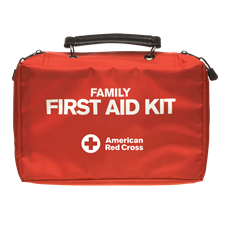 FAMILY
FIRST AID KIT
American
Red Cross